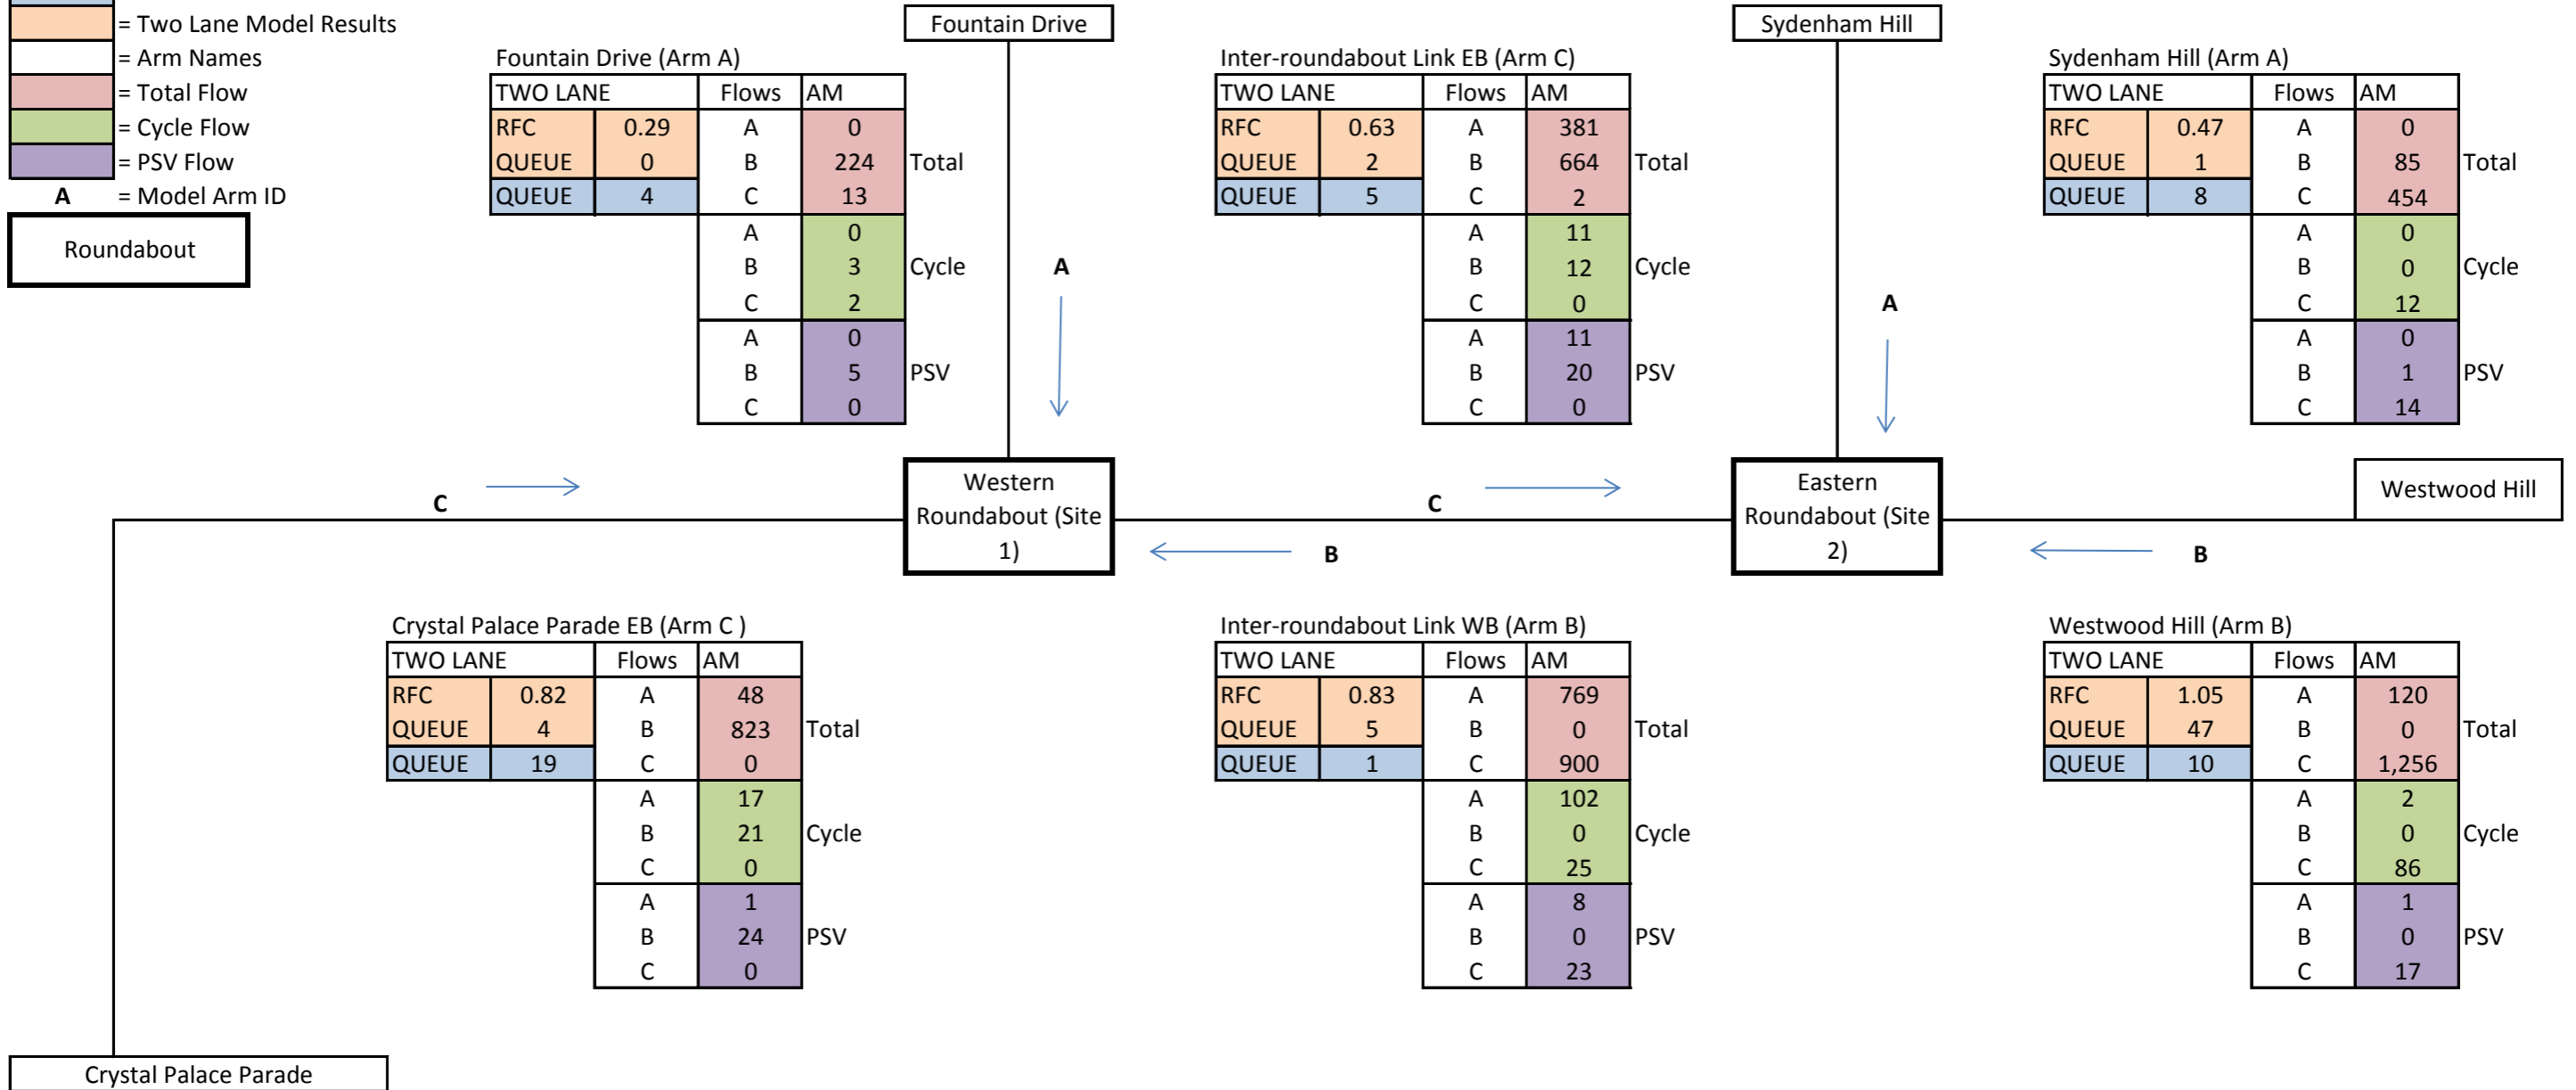 = Two Lane Model Results
= Arm Names
= Total Flow
= Cycle Flow
= PSV Flow
A = Model Arm ID
Roundabout
Fountain Drive
Sydenham Hill
Fountain Drive (Arm A)
TWO LANE Flows AM
RFC 0.29 A 0
QUEUE 0 B 224 Total
QUEUE 4 C 13
A 0
B 3 Cycle
C 2
A 0
B 5 PSV
C 0
Inter-roundabout Link EB (Arm C)
TWO LANE Flows AM
RFC 0.63 A 381
QUEUE 2 B 664 Total
QUEUE 5 C 2
A 11
B 12 Cycle
C 0
A 11
B 20 PSV
C 0
Sydenham Hill (Arm A)
TWO LANE Flows AM
RFC 0.47 A 0
QUEUE 1 B 85 Total
QUEUE 8 C 454
A 0
B 0 Cycle
C 12
A 0
B 1 PSV
C 14
A
A
C
Western
Roundabout (Site
1)
C
B
Eastern
Roundabout (Site
2)
B
Westwood Hill
Crystal Palace Parade EB (Arm C )
TWO LANE Flows AM
RFC 0.82 A 48
QUEUE 4 B 823 Total
QUEUE 19 C 0
A 17
B 21 Cycle
C 0
A 1
B 24 PSV
C 0
Inter-roundabout Link WB (Arm B)
TWO LANE Flows AM
RFC 0.83 A 769
QUEUE 5 B 0 Total
QUEUE 1 C 900
A 102
B 0 Cycle
C 25
A 8
B 0 PSV
C 23
Westwood Hill (Arm B)
TWO LANE Flows AM
RFC 1.05 A 120
QUEUE 47 B 0 Total
QUEUE 10 C 1,256
A 2
B 0 Cycle
C 86
A 1
B 0 PSV
C 17
Crystal Palace Parade